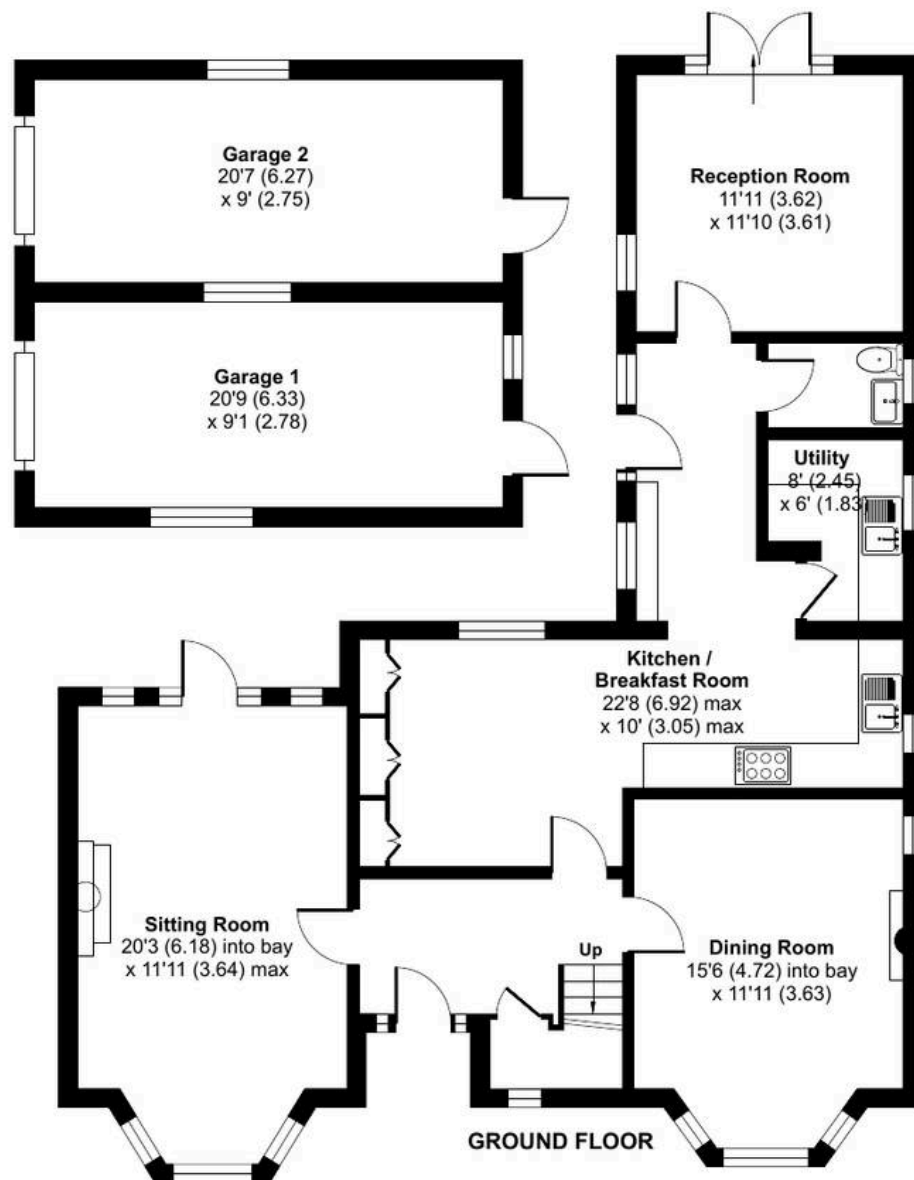 Garage 2
20'7 (6.27)
x 9' (2.75)
Reception Room
11'11 (3.62)
x 11'10 (3.61)
Garage 1
20'9 (6.33)
x 9'1 (2.78)
Utility
8' (2.45)
x 6' (1.83)
Kitchen /
Breakfast Room
22'8 (6.92) max
x 10' (3.05) max
Sitting Room
20'3 (6.18) into bay
x 11'11 (3.64) max
Up
Dining Room
15'6 (4.72) into bay
x 11'11 (3.63)
GROUND FLOOR